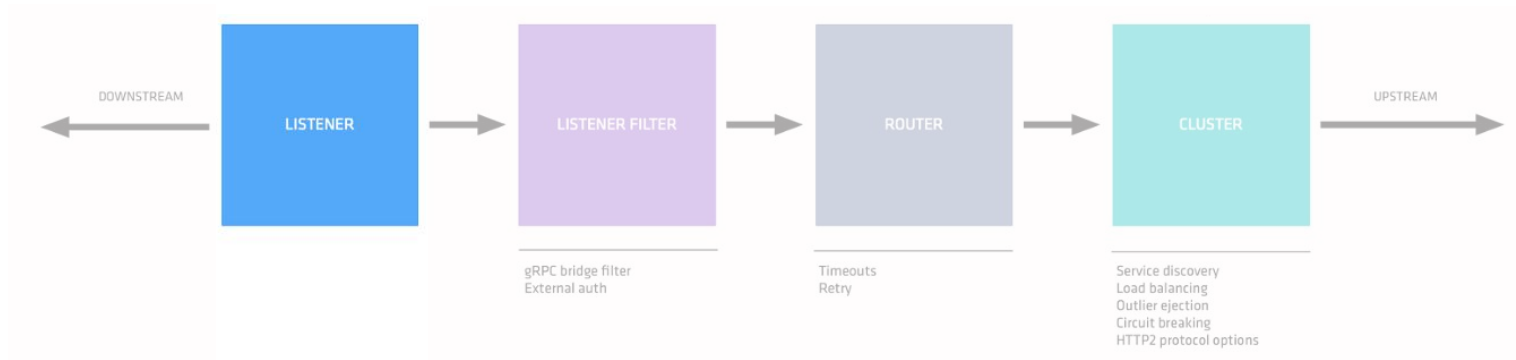 DOWNSTREAM
LISTENER
LISTENER FILTER
ROUTER
CLUSTER
UPSTREAM
gRPC bridge filter
External auth
Timeouts
Retry
Service discovery
Load balancing
Outlier ejection
Circuit breaking
HTTP2 protocol options